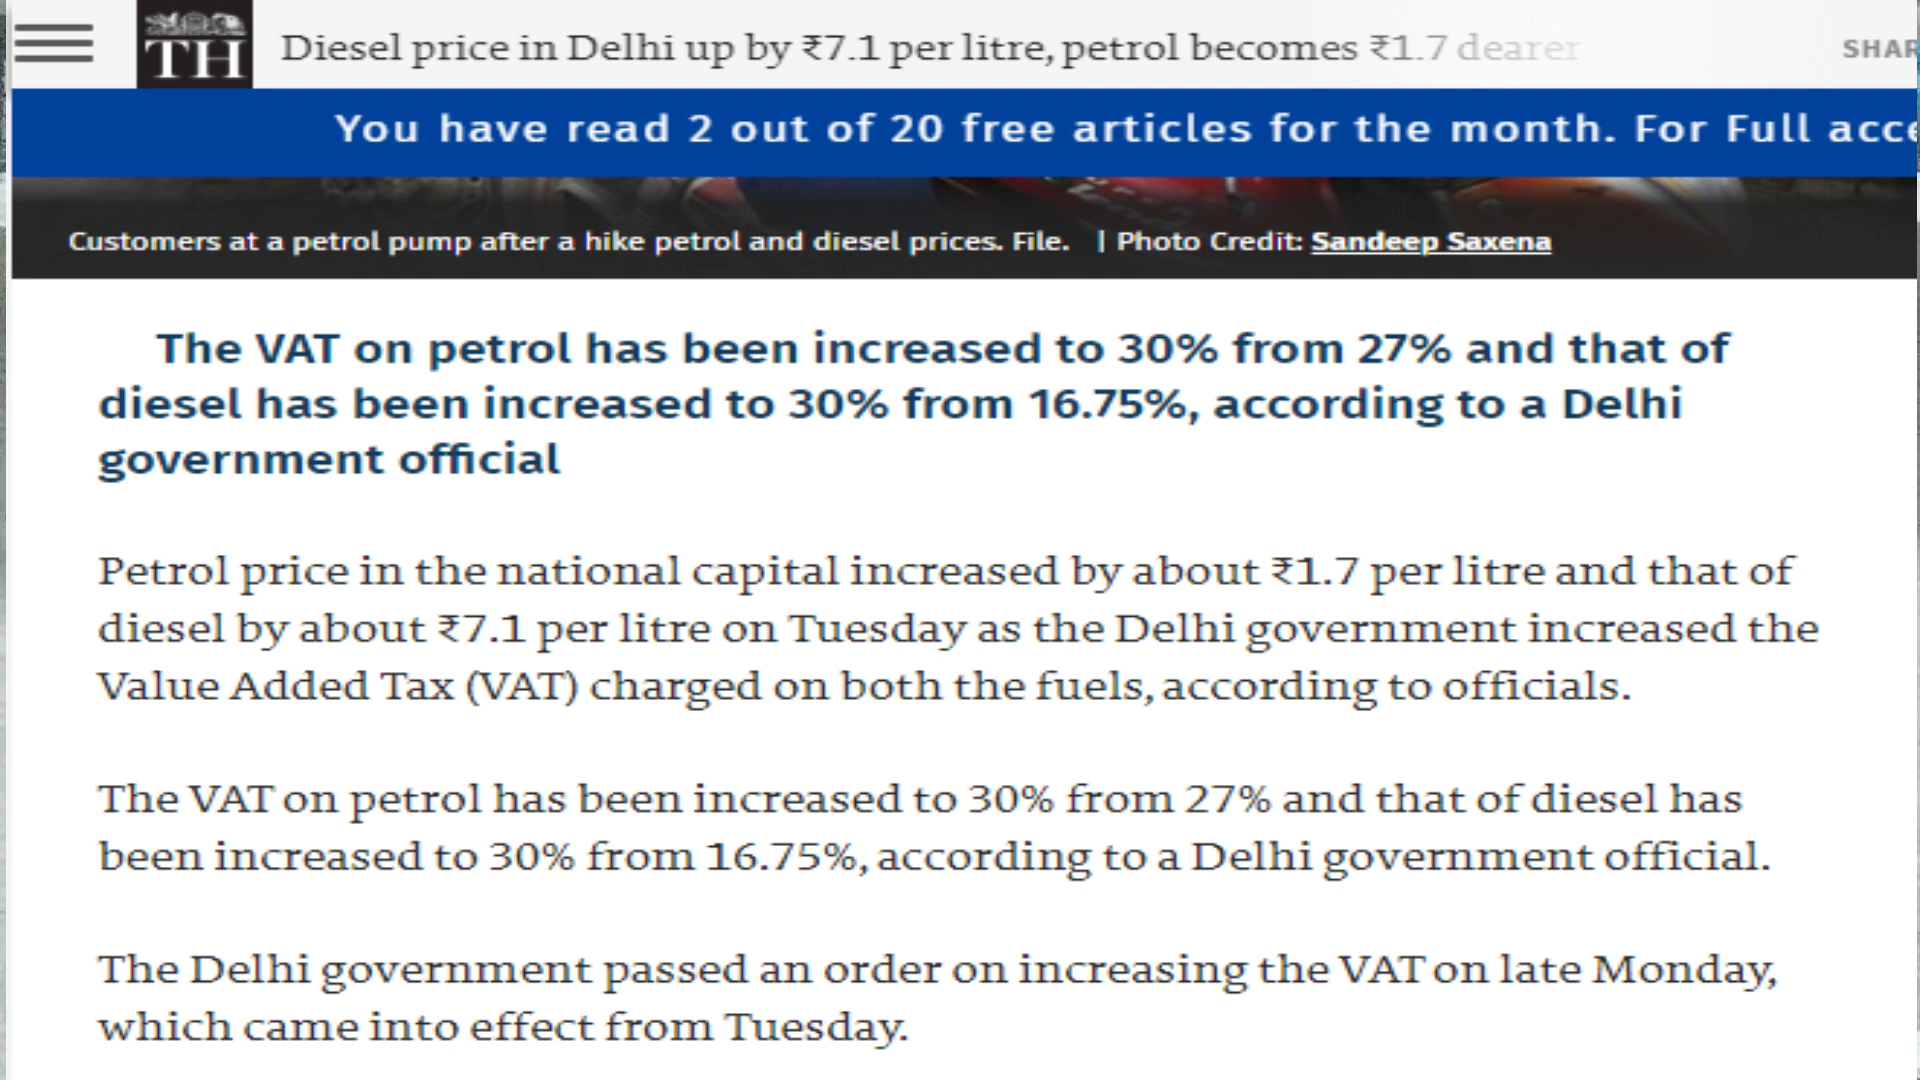 TH
Diesel price in Delhi up by ₹7.1 per litre, petrol becomes ₹1.7 dearer
SHAR
You have read 2 out of 20 free articles for the month. For Full acce
Customers at a petrol pump after a hike petrol and diesel prices. File. | Photo Credit: Sandeep Saxena
The VAT on petrol has been increased to 30% from 27% and that of
diesel has been increased to 30% from 16.75%, according to a Delhi
government official
Petrol price in the national capital increased by about ₹1.7 per litre and that of
diesel by about ₹7.1 per litre on Tuesday as the Delhi government increased the
Value Added Tax (VAT) charged on both the fuels, according to officials.
The VAT on petrol has been increased to 30% from 27% and that of diesel has
been increased to 30% from 16.75%, according to a Delhi government official.
The Delhi government passed an order on increasing the VAT on late Monday,
which came into effect from Tuesday.